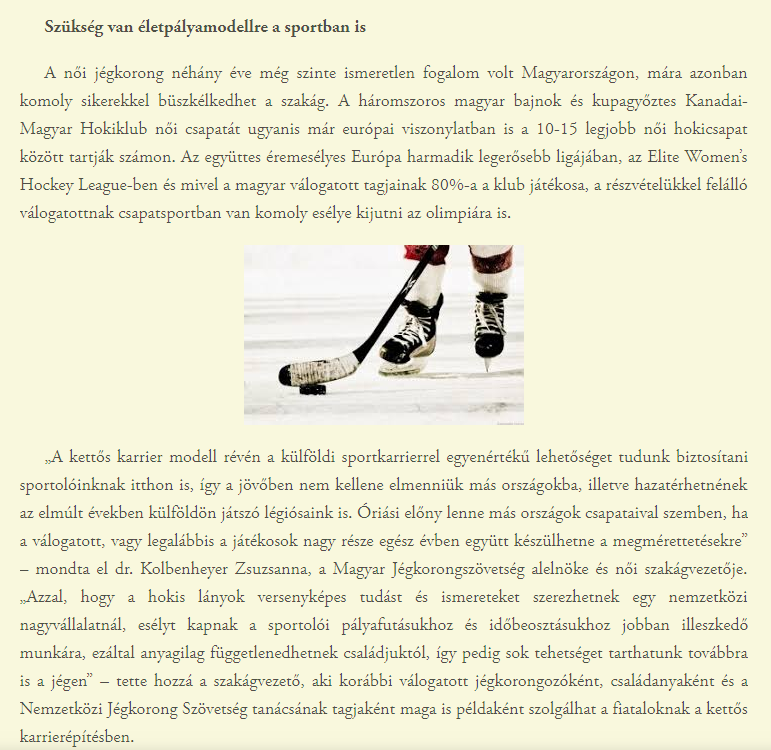 Szükség van életpályamodellre a sportban is
A női jégkorong néhány éve még szinte ismeretlen fogalom volt Magyarországon, mára azonban
komoly sikerekkel büszkélkedhet a szakág. A háromszoros magyar bajnok és kupagyőztes Kanadai-
Magyar Hokiklub női csapatát ugyanis már európai viszonylatban is a 10-15 legjobb női hokicsapat
között tartják számon. Az együttes éremesélyes Európa harmadik legerősebb ligájában, az Elite Women's
Hockey League-ben és mivel a magyar válogatott tagjainak 80%-a a klub játékosa, a részvételükkel felálló
válogatottnak csapatsportban van komoly esélye kijutni az olimpiára is.
„A kettős karrier modell révén a külföldi sportkarrierrel egyenértékű lehetőséget tudunk biztosítani
sportolóinknak itthon is, így a jövőben nem kellene elmenniük más országokba, illetve hazatérhetnének
az elmúlt években külföldön játszó légiósaink is. Óriási előny lenne más országok csapataival szemben, ha
a válogatott, vagy legalábbis a játékosok nagy része egész évben együtt készülhetne a megmérettetésekre”
– mondta el dr. Kolbenheyer Zsuzsanna, a Magyar Jégkorongszövetség alelnöke és női szakágvezetője.
„Azzal, hogy a hokis lányok versenyképes tudást és ismereteket szerezhetnek egy nemzetközi
nagyvállalatnál, esélyt kapnak a sportolói pályafutásukhoz és időbeosztásukhoz jobban illeszkedő
munkára, ezáltal anyagilag függetlenedhetnek családjuktól, így pedig sok tehetséget tarthatunk továbbra
is a jégen” – tette hozzá a szakágvezető, aki korábbi válogatott jégkorongozóként, családanyaként és a
Nemzetközi Jégkorong Szövetség tanácsának tagjaként maga is példaként szolgálhat a fiataloknak a kettős
karrierépítésben.